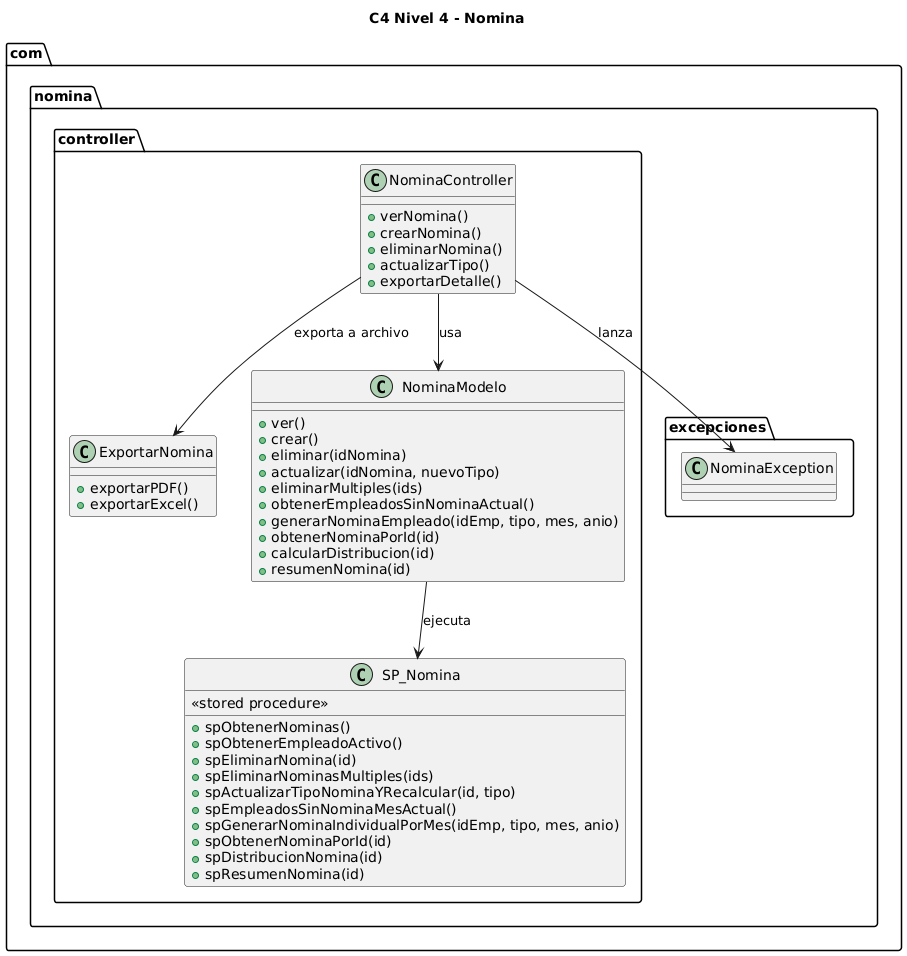 C4 Nivel 4 - Nomina
com
nomina
controller
C NominaController
verNomina()
crearNomina()
eliminarNomina()
actualizarTipo()
exportarDetalle()
exporta a archivo
usa
lanza
C NominaModelo
ver()
crear()
eliminar(idNomina)
actualizar(idNomina, nuevoTipo)
eliminarMultiples(ids)
obtenerEmpleadosSinNominaActual()
generarNominaEmpleado(idEmp, tipo, mes, anio)
obtenerNominaPorId(id)
calcularDistribucion(id)
resumenNomina(id)
C ExportarNomina
exportarPDF()
exportarExcel()
excepciones
C NominaException
ejecuta
C SP_Nomina
«stored procedure»
spObtenerNominas()
spObtenerEmpleadoActivo()
spEliminarNomina(id)
spEliminarNominasMultiples(ids)
spActualizarTipoNominaYRecalcular(id, tipo)
spEmpleadosSinNominaMesActual()
spGenerarNominaIndividualPorMes(idEmp, tipo, mes, anio)
spObtenerNominaPorId(id)
spDistribucionNomina(id)
spResumenNomina(id)